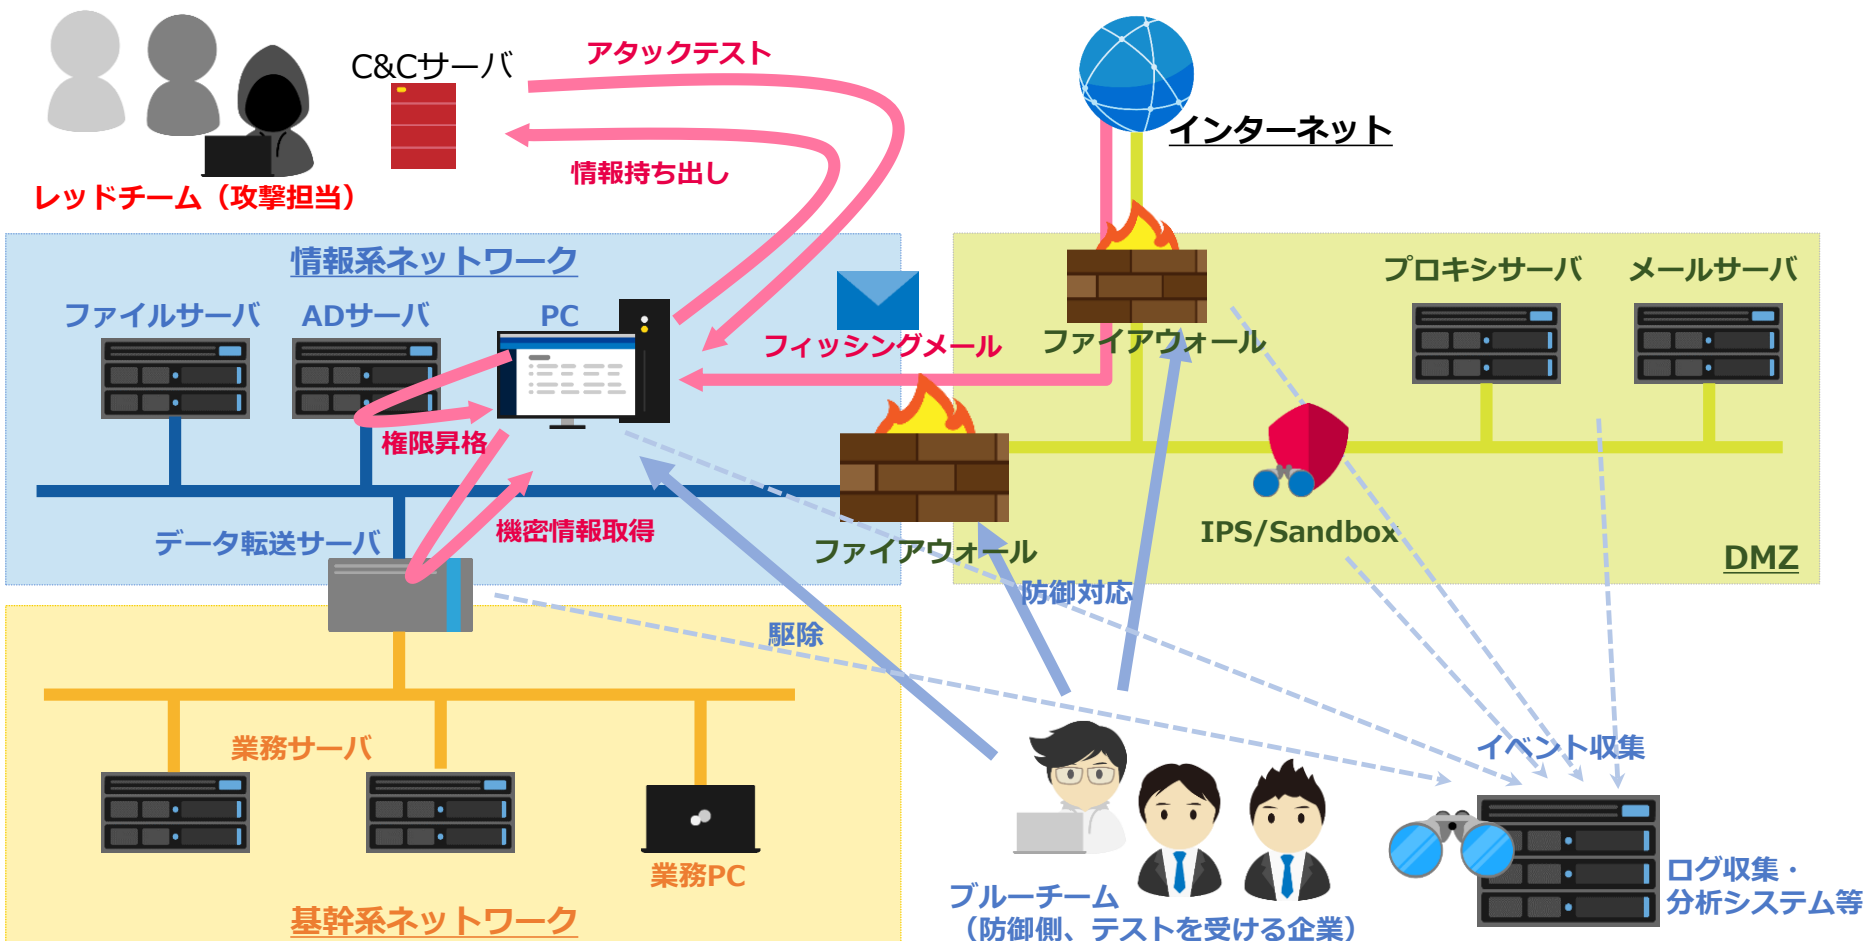 C&Cサーバ
アタックテスト
情報持ち出し
レッドチーム（攻撃担当）
インターネット
情報系ネットワーク
ファイルサーバ
ADサーバ
PC
フィッシングメール
ファイアウォール
プロキシサーバ
メールサーバ
権限昇格
機密情報取得
データ転送サーバ
ファイアウォール
IPS/Sandbox
DMZ
防御対応
駆除
業務サーバ
業務PC
基幹系ネットワーク
イベント収集
ブルーチーム
（防御側、テストを受ける企業）
ログ収集・
分析システム等